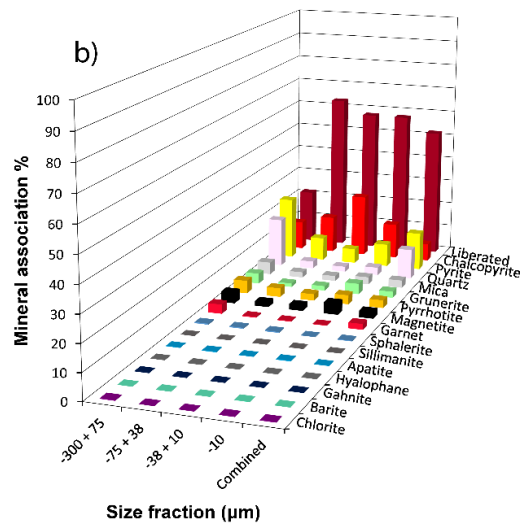 b)
Mineral association %
100
90
80
70
60
50
40
30
20
10
0
-300 + 75
-75 + 38
-38 + 10
-10
Combined
Size fraction (µm)
Liberated
Chalcopyrite
Pyrite
Quartz
Mica
Grunerite
Pyrrhotite
Magnetite
Garnet
Sphalerite
Sillimanite
Apatite
Hyalophane
Gahnite
Barite
Chlorite